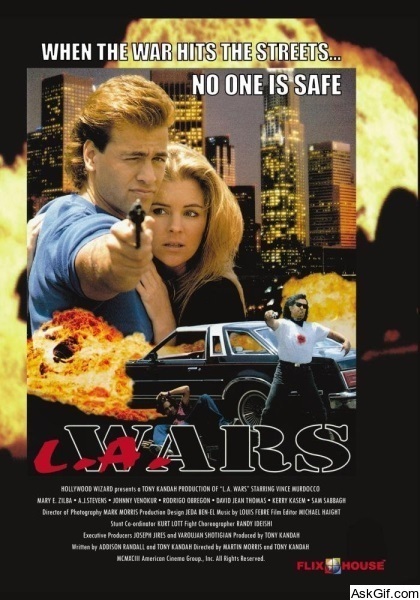 WHEN THE WAR HITS THE STREETS...
NO ONE IS SAFE
L.A. WARS
HOLLYWOOD WIZARD presents a TONY KANDAH PRODUCTION OF "L.A. WARS" STARRING VINCE MURDOCCO
MARY E. ZILBA • A.J.STEVENS • JOHNNY VENOKUR • RODRIGO OBREGON • DAVID JEAN THOMAS • KERRY KASEM • SAM SABBAGH
Director of Photography MARK MORRIS Production Design JEDA BEN-EL Music by LOUIS FEBRE Film Editor MICHAEL HAIGHT
Stunt Co-ordinator KURT LOTT Fight Choreographer RANDY IDEISHI
Executive Producers JOSEPH JIRES and VAROUJAN SHOTIGIAN Produced by TONY KANDAH
Written by ADDISON RANDALL and TONY KANDAH Directed by MARTIN MORRIS and TONY KANDAH
MCMXCIII American Cinema Group, Inc. All Rights Reserved.
FLIX HOUSE
AskGif.com